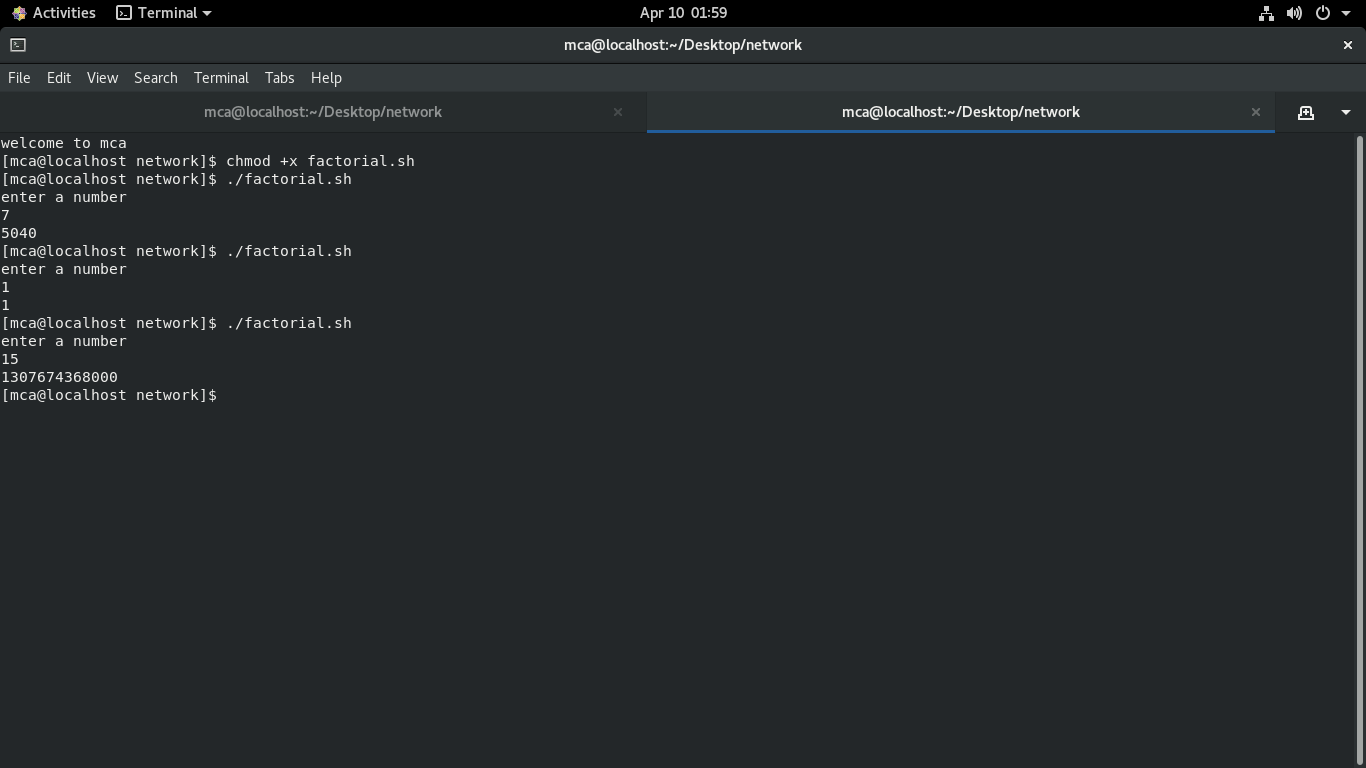 Activities Terminal Apr 10 01:59
mca@localhost:~/Desktop/network
File Edit View Search Terminal Tabs Help
mca@localhost:~/Desktop/network mca@localhost:~/Desktop/network
welcome to mca
[mca@localhost network]$ chmod +x factorial.sh
[mca@localhost network]$ ./factorial.sh
enter a number
7
5040
[mca@localhost network]$ ./factorial.sh
enter a number
1
1
[mca@localhost network]$ ./factorial.sh
enter a number
15
1307674368000
[mca@localhost network]$